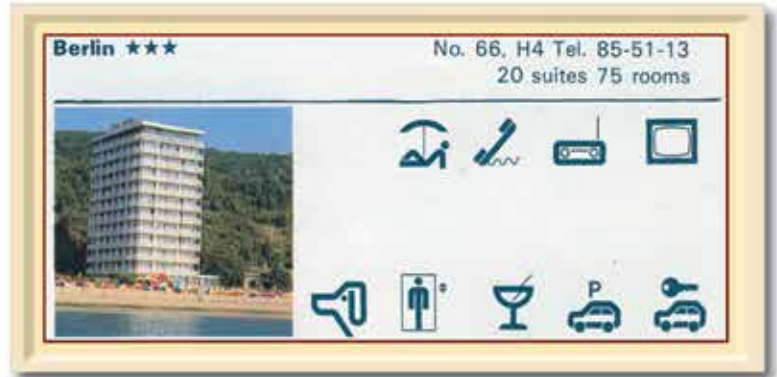 Berlin ★★★
No. 66, H4 Tel. 85-51-13
20 suites 75 rooms
P